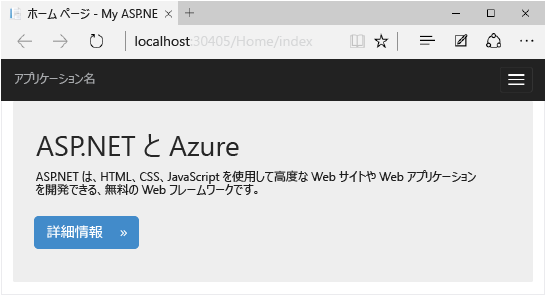 ホーム ページ - My ASP.NE
localhost:30405/Home/index
アプリケーション名
ASP.NET と Azure
ASP.NET は、HTML、CSS、JavaScript を使用して高度な Web サイトや Web アプリケーション
を開発できる、無料の Web フレームワークです。
詳細情報 »